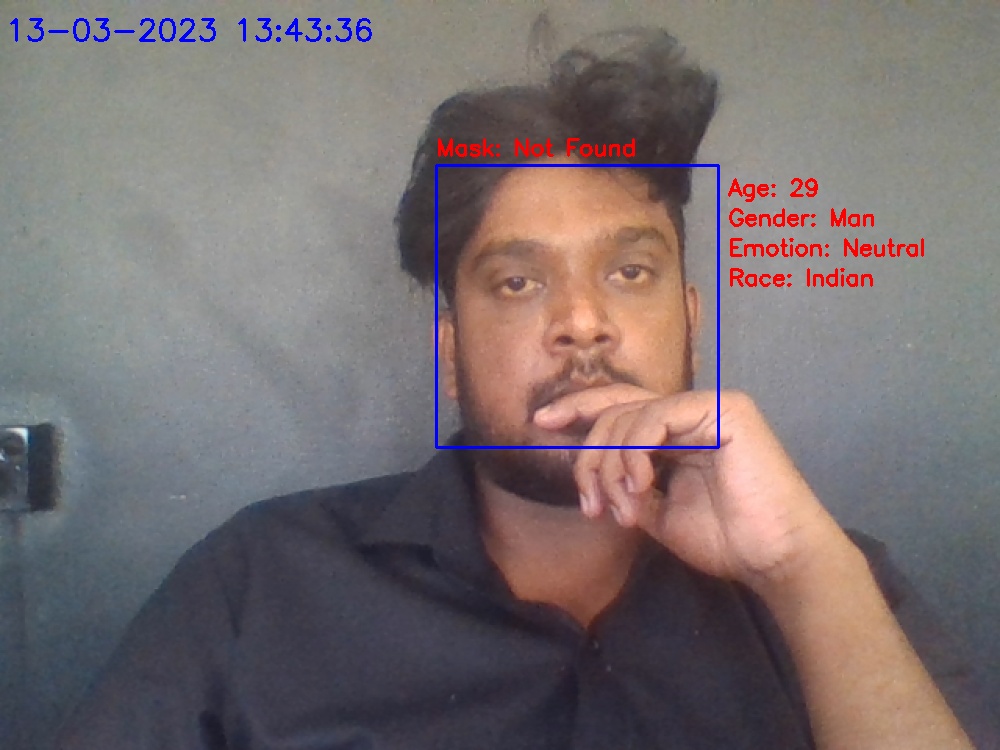 13-03-2023 13:43:36
Mask: Not Found
Age: 29
Gender: Man
Emotion: Neutral
Race: Indian